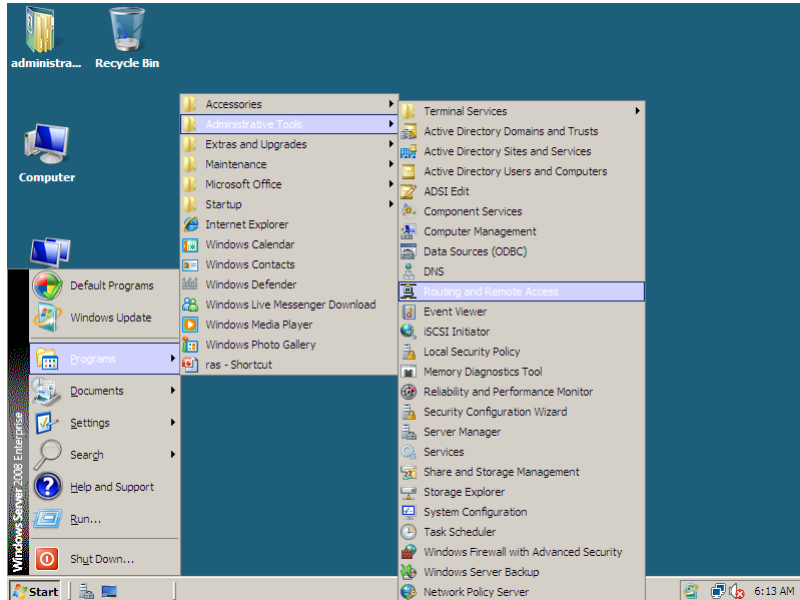 administra...
Recycle Bin
Computer
Default Programs
Windows Update
Programs
Documents
Settings
Search
Help and Support
Run...
Shut Down...
Windows Server 2008 Enterprise
Accessories
Administrative Tools
Extras and Upgrades
Maintenance
Microsoft Office
Startup
Internet Explorer
Windows Calendar
Windows Contacts
Windows Defender
Windows Live Messenger Download
Windows Media Player
Windows Photo Gallery
ras - Shortcut
Terminal Services
Active Directory Domains and Trusts
Active Directory Sites and Services
Active Directory Users and Computers
ADSI Edit
Component Services
Computer Management
Data Sources (ODBC)
DNS
Routing and Remote Access
Event Viewer
iSCSI Initiator
Local Security Policy
Memory Diagnostics Tool
Reliability and Performance Monitor
Security Configuration Wizard
Server Manager
Services
Share and Storage Management
Storage Explorer
System Configuration
Task Scheduler
Windows Firewall with Advanced Security
Windows Server Backup
Network Policy Server
Start
6:13 AM